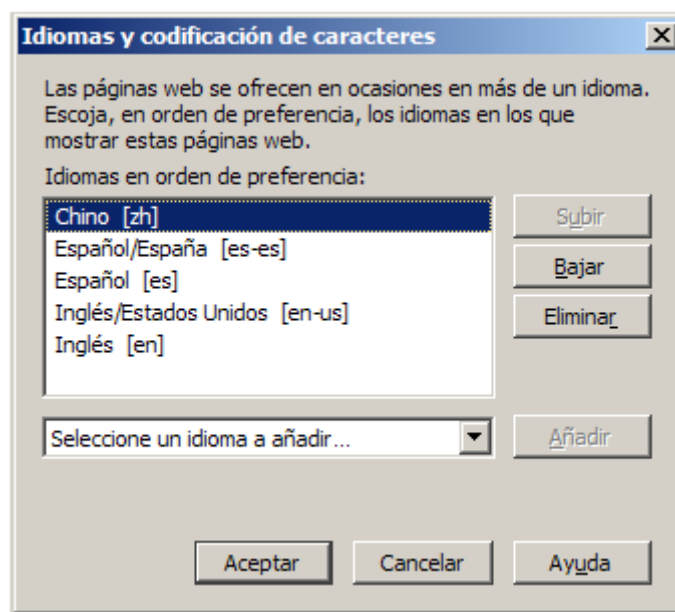 Idiomas y codificación de caracteres
Las páginas web se ofrecen en ocasiones en más de un idioma.
Escoja, en orden de preferencia, los idiomas en los que
mostrar estas páginas web.
Idiomas en orden de preferencia:
Chino [zh]
Español/España [es-es]
Español [es]
Inglés/Estados Unidos [en-us]
Inglés [en]
Subir
Bajar
Eliminar
Seleccione un idioma a añadir...
Añadir
Aceptar
Cancelar
Ayuda